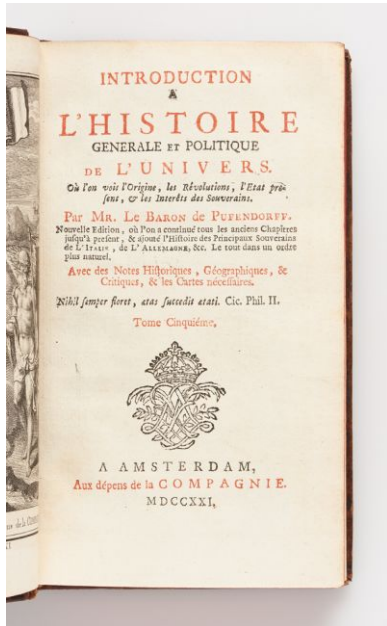 INTRODUCTION
A
L'HISTOIRE
GENERALE ET POLITIQUE
DE L'UNIVERS.
Où l'on voit l'Origine, les Révolutions, l'Etat pré-
sent, & les Interêts des Souverains.
Par Mr. Le Baron de Pufendorff.
Nouvelle Edition, où l'on a continué tous les anciens Chapitres
jusqu'à present, & ajouté l'Histoire des Principaux Souverains
de L'Italie, de L'Allemagne, &c. Le tout dans un ordre
plus naturel.
Avec des Notes Historiques, Géographiques, &
Critiques, & les Cartes nécessaires.
Nihil semper floret, ætas succedit ætati. Cic. Phil. II.
Tome Cinquiéme.
A AMSTERDAM,
Aux dépens de la COMPAGNIE.
MDCCXXI.